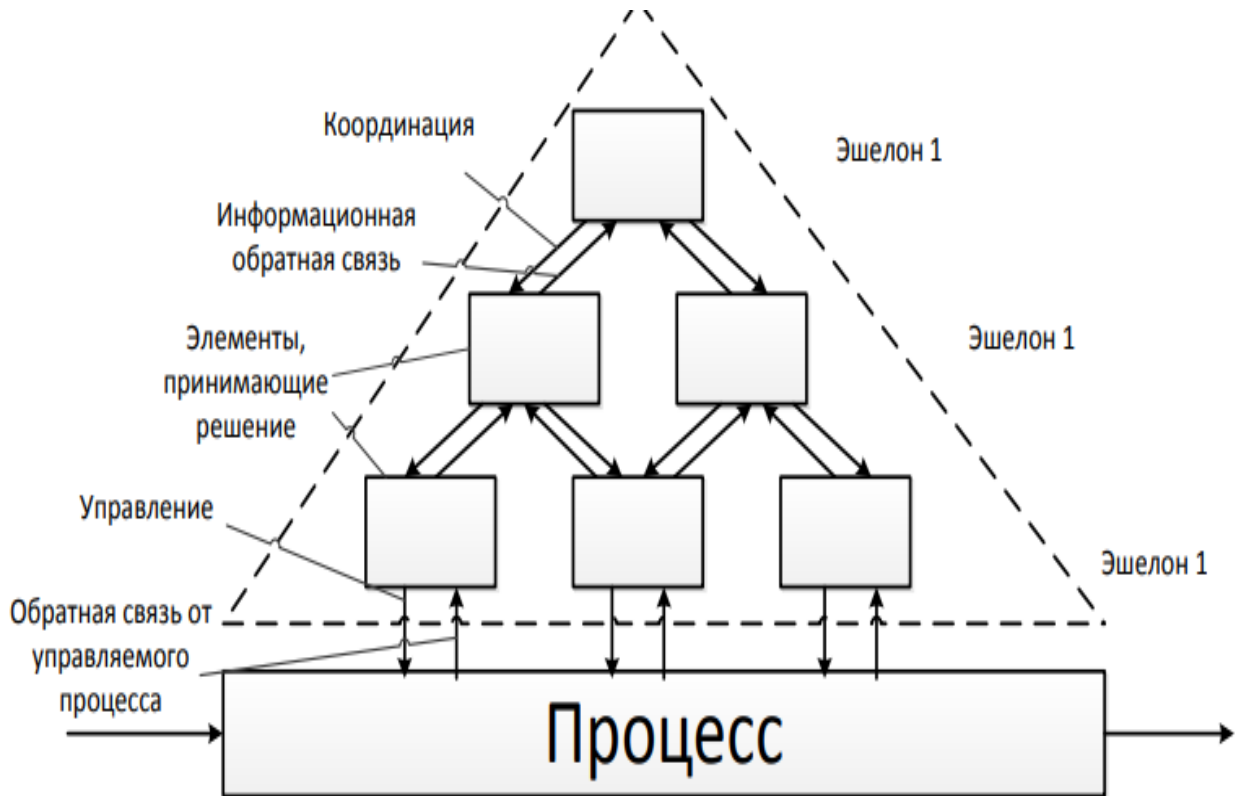 Координация
Эшелон 1
Информационная
обратная связь
Элементы,
принимающие
решение
Эшелон 1
Управление
Эшелон 1
Обратная связь от
управляемого
процесса
Процесс